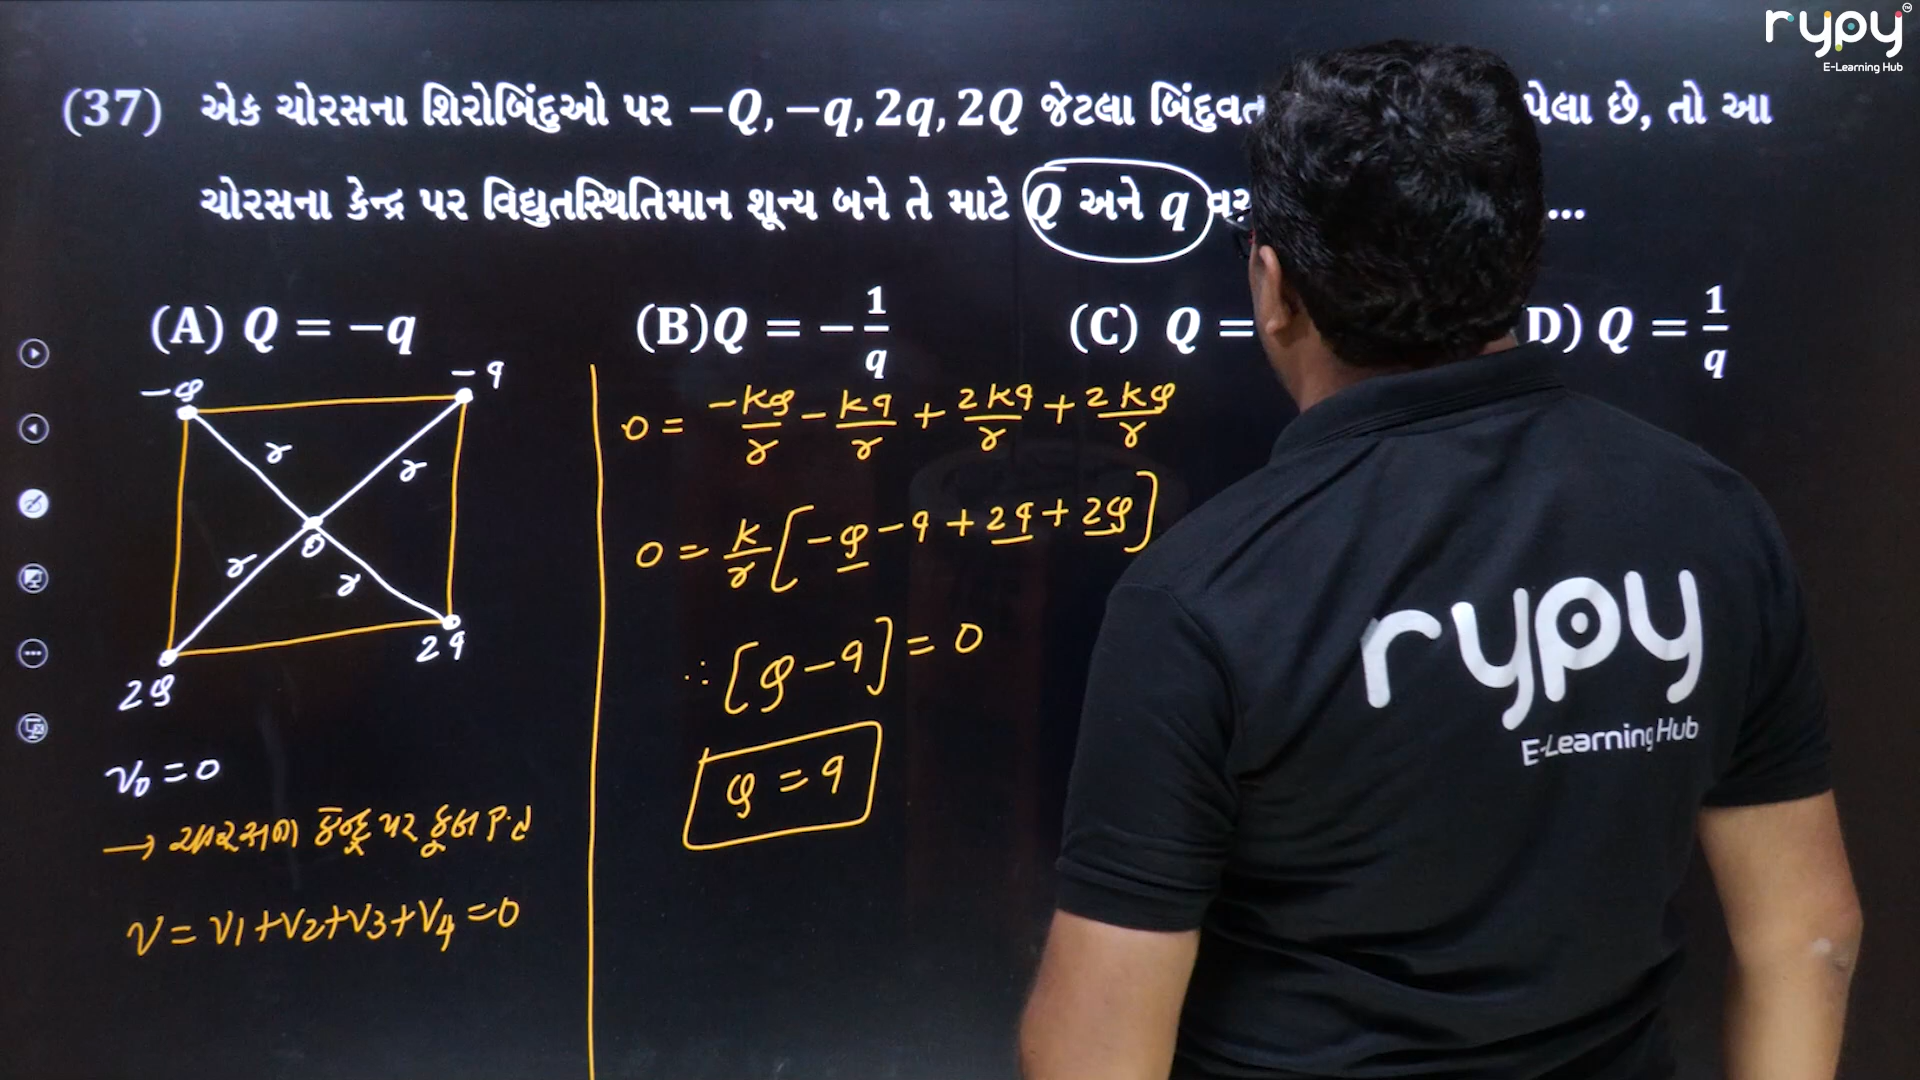 rypy
E-Learning Hub
(37) એક ચોરસના શિરોબિંદુઓ પર −Q, −q, 2q, 2Q જેટલા પેલા છે, તો આ
ચોરસના કેન્દ્ર પર વિદ્યુતસ્થિતિમાન શૂન્ય બને તે માટે Q અને q ...
(A) Q = −q (B) Q = −1/q (C) Q = D) Q = 1/q
−Q −q
r r
O
r r
2Q 2q
V₀ = 0
→ કેન્દ્ર પર કુલ P.d
V = V1 + V2 + V3 + V4 = 0
0 = −kQ/r − kq/r + 2kq/r + 2kQ/r
0 = k/r [−Q − q + 2q + 2Q]
∴ [Q − q] = 0
Q = q
rypy
E-Learning Hub